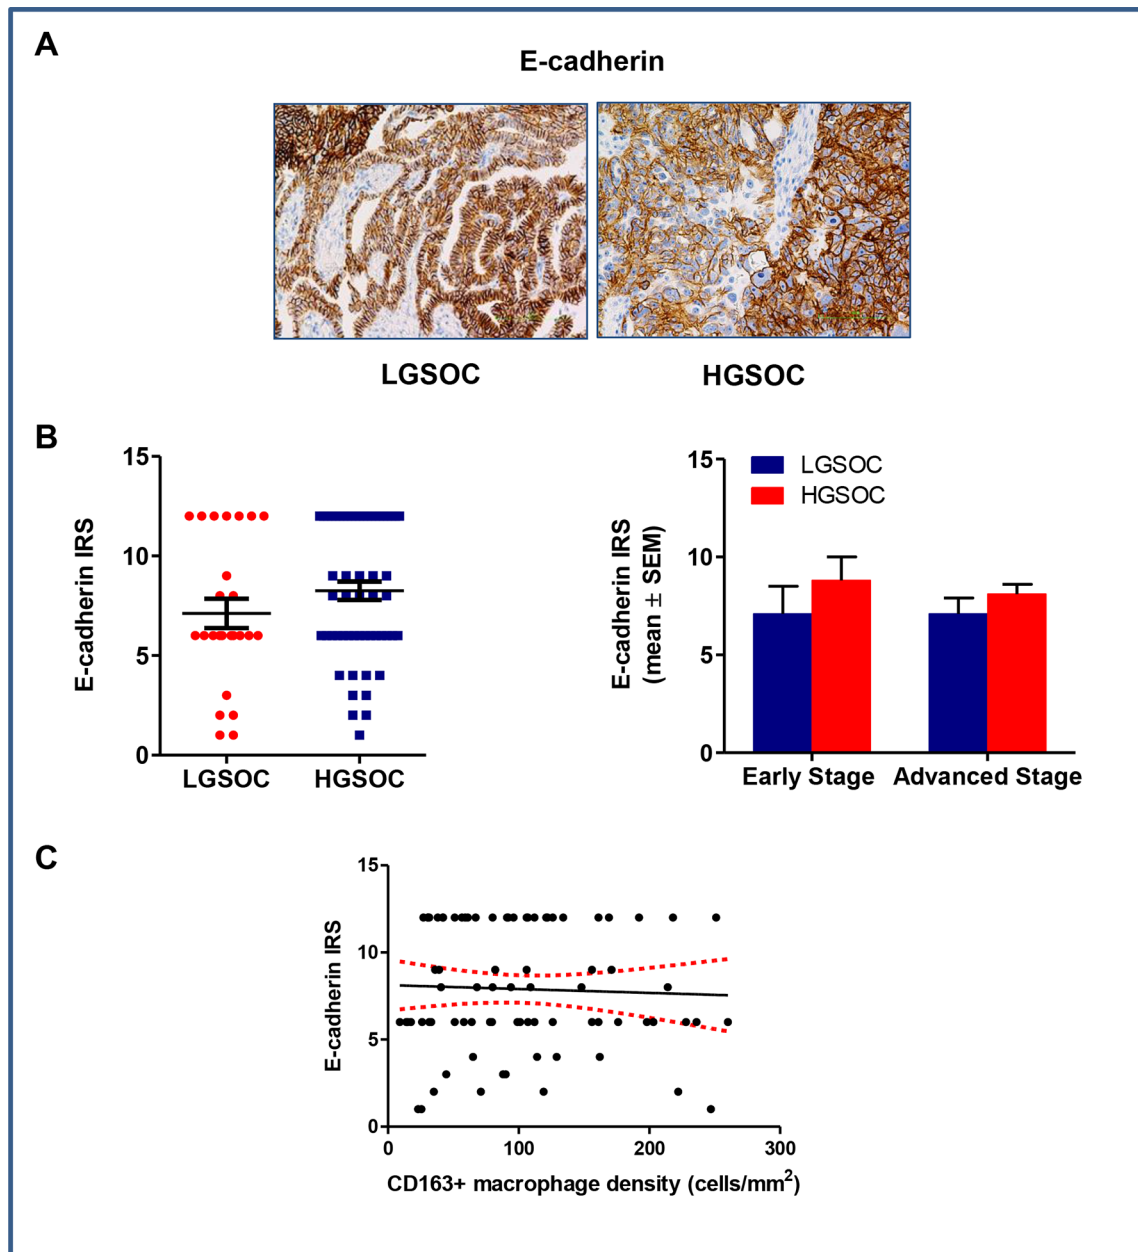 A
E-cadherin
LGSOC
HGSOC
B
15
10
5
0
E-cadherin IRS
LGSOC
HGSOC
15
10
5
0
E-cadherin IRS
(mean ± SEM)
LGSOC
HGSOC
Early Stage
Advanced Stage
C
15
10
5
0
E-cadherin IRS
0
100
200
300
CD163+ macrophage density (cells/mm²)